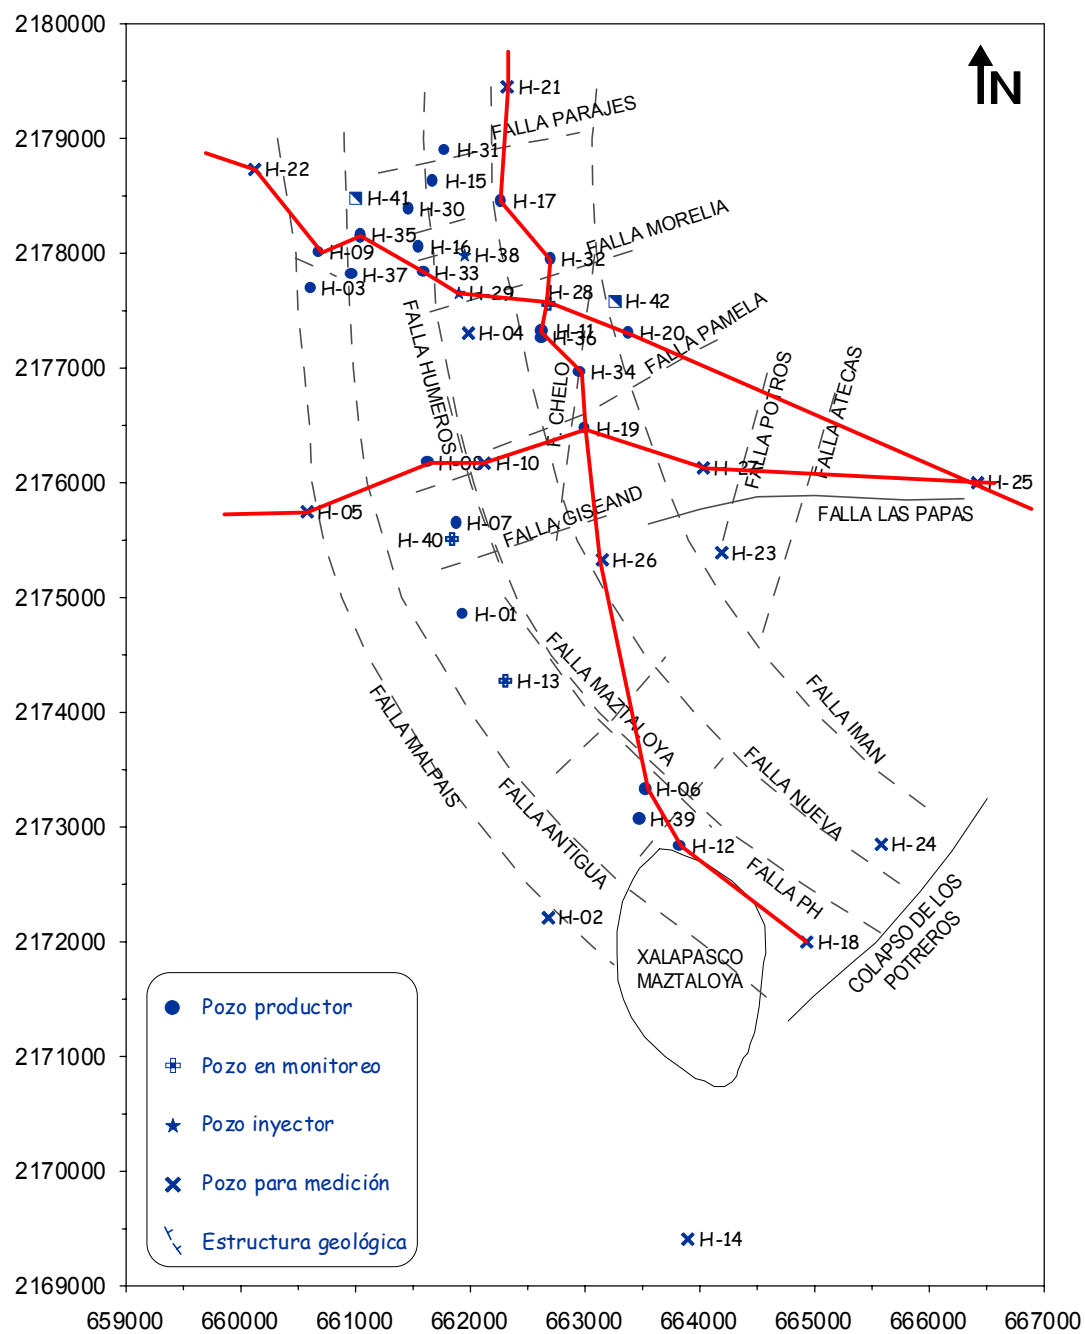 2180000
N
H-21
FALLA PARAJES
2179000
H-31
H-22
H-15
H-41
H-17
H-30
FALLA MORELIA
H-35
2178000
H-16
H-09
H-38
H-32
H-37
H-33
H-03
H-29
H-28
H-42
FALLA PAMELA
H-04
H-11
H-36
H-20
FALLA HUMEROS
2177000
H-34
F. CHELO
FALLA POTROS
FALLA ATECAS
H-19
H-10
2176000
H-25
H-05
H-07
FALLA GISEAND
FALLA LAS PAPAS
H-40
H-26
H-23
2175000
H-01
H-13
FALLA MAZTALOYA
FALLA IMAN
2174000
FALLA MALPAIS
H-06
FALLA NUEVA
H-39
2173000
FALLA ANTIGUA
H-12
H-24
FALLA PH
H-02
2172000
H-18
COLAPSO DE LOS
POTREROS
XALAPASCO
MAZTALOYA
Pozo productor
2171000
Pozo en monitoreo
Pozo inyector
2170000
Pozo para medición
Estructura geológica
H-14
2169000
659000 660000 661000 662000 663000 664000 665000 666000 667000